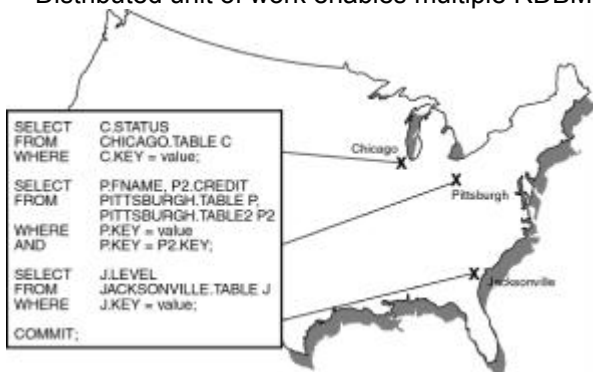 Distributed unit of work enables multiple RDBM
SELECT C.STATUS
FROM CHICAGO.TABLE C
WHERE C.KEY = value;
SELECT P.FNAME, P2.CREDIT
FROM PITTSBURGH.TABLE P,
PITTSBURGH.TABLE2 P2
WHERE P.KEY = value
AND P.KEY = P2.KEY;
SELECT J.LEVEL
FROM JACKSONVILLE.TABLE J
WHERE J.KEY = value;
COMMIT;
Chicago
X
X
Pittsburgh
X
Jacksonville